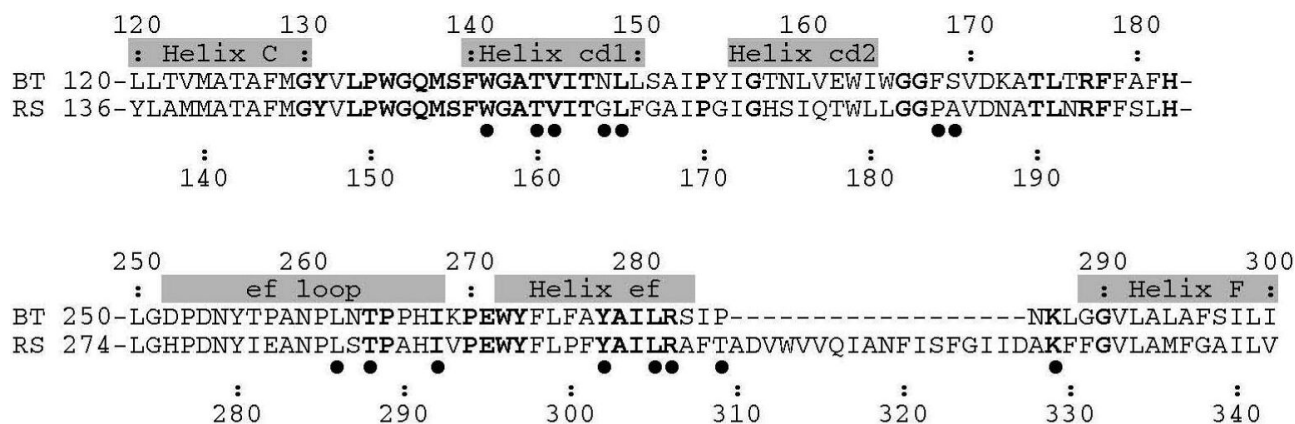 120 130 140 150 160 170 180
: Helix C : : Helix cd1 : Helix cd2 : :
BT 120-LLTVMATAFMGYVLPWGQMSFWGATVITNLLSAIPYIGTNLVEWIWGGFSVDKATLTRFFAFH-
RS 136-YLAMMATAFMGYVLPWGQMSFWGATVITGLFGAIPGIGHSIQTWLLGGPAVDNATLNRFFSLH-
● ● ● ● ● ● ●
: : : : : :
140 150 160 170 180 190
250 260 270 280 290 300
: ef loop : Helix ef : Helix F :
BT 250-LGDPDNYTPANPLNTPPHIKPEWYFLFAYAILRSIP------------------NKLGGVLALAFSILI
RS 274-LGHPDNYIEANPLSTPAHIVPEWYFLPFYAILRAFTADVWVVQIANFISFGIIDAKFFGVLAMFGAILV
● ● ● ● ● ● ● ●
: : : : : : :
280 290 300 310 320 330 340